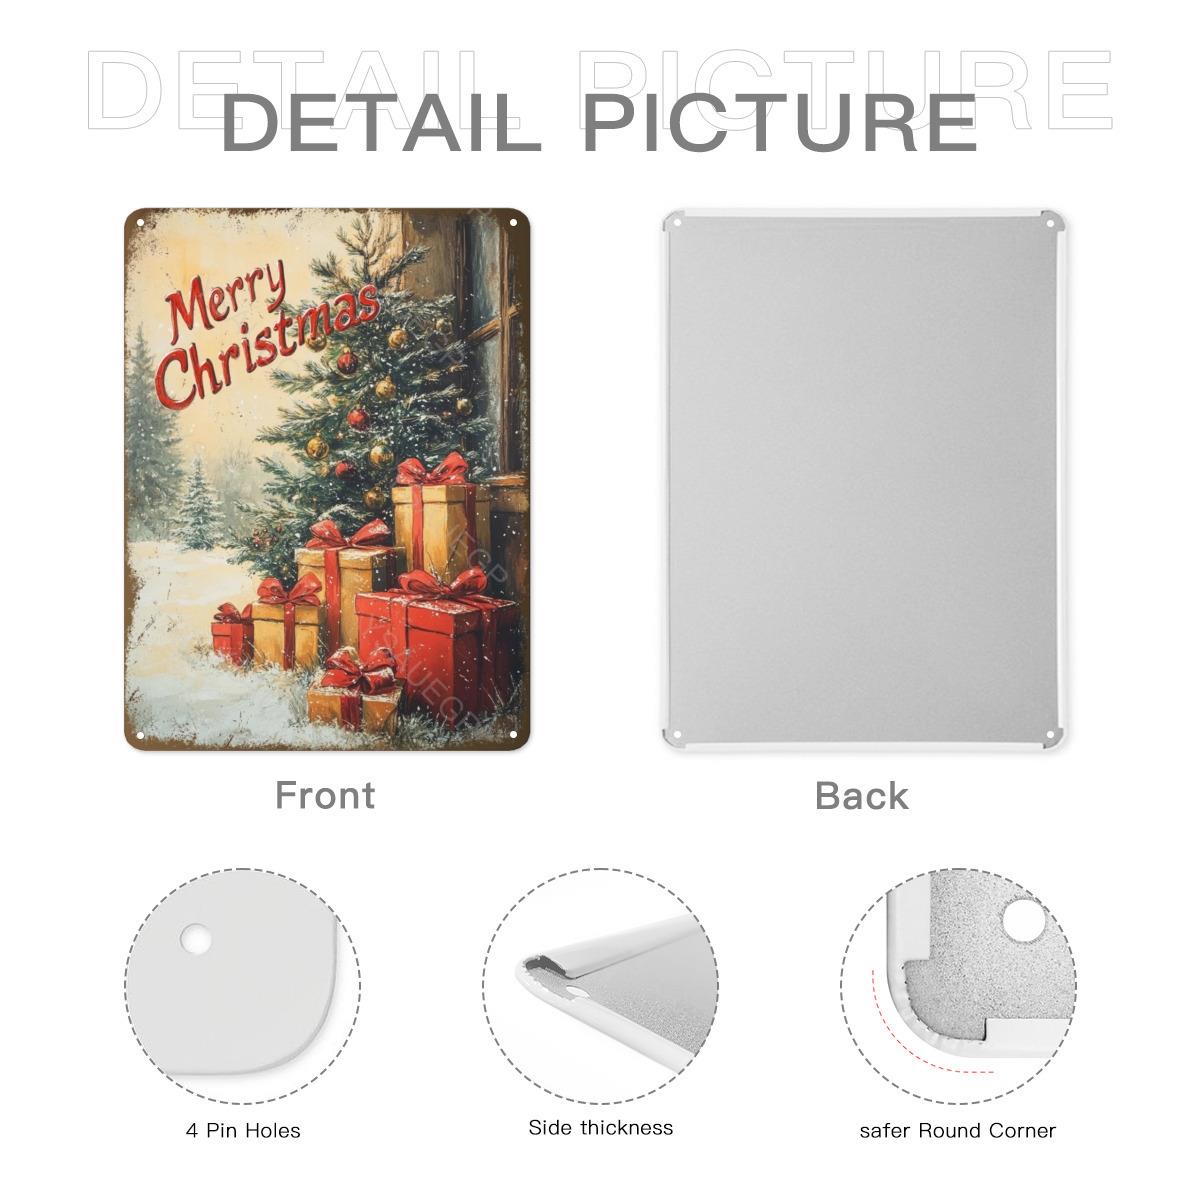 DETAIL PICTURE
DETAIL PICTURE
Merry
Christmas
Front
Back
4 Pin Holes
Side thickness
safer Round Corner